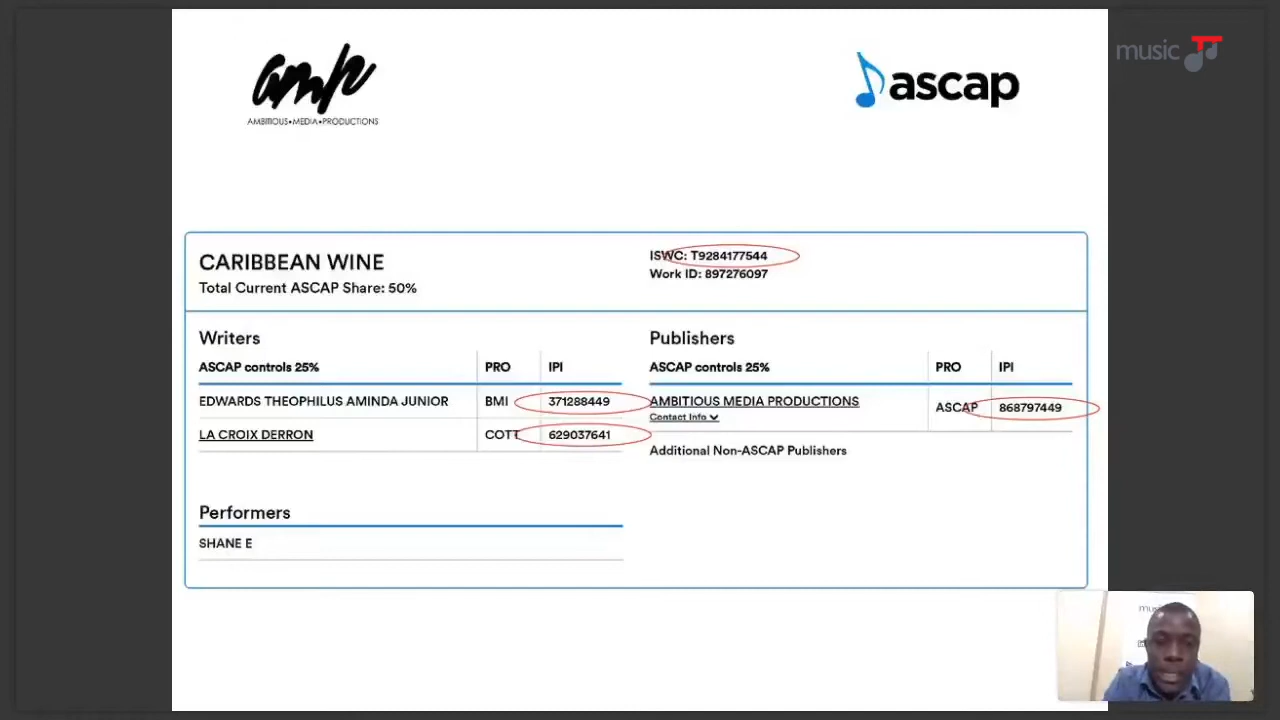 amp
AMBITIOUS•MEDIA•PRODUCTIONS
ascap
music TT
CARIBBEAN WINE
Total Current ASCAP Share: 50%
ISWC: T9284177544
Work ID: 897276097
Writers
ASCAP controls 25% PRO IPI
EDWARDS THEOPHILUS AMINDA JUNIOR BMI 371288449
LA CROIX DERRON COTT 629037641
Publishers
ASCAP controls 25% PRO IPI
AMBITIOUS MEDIA PRODUCTIONS ASCAP 868797449
Contact Info
Additional Non-ASCAP Publishers
Performers
SHANE E